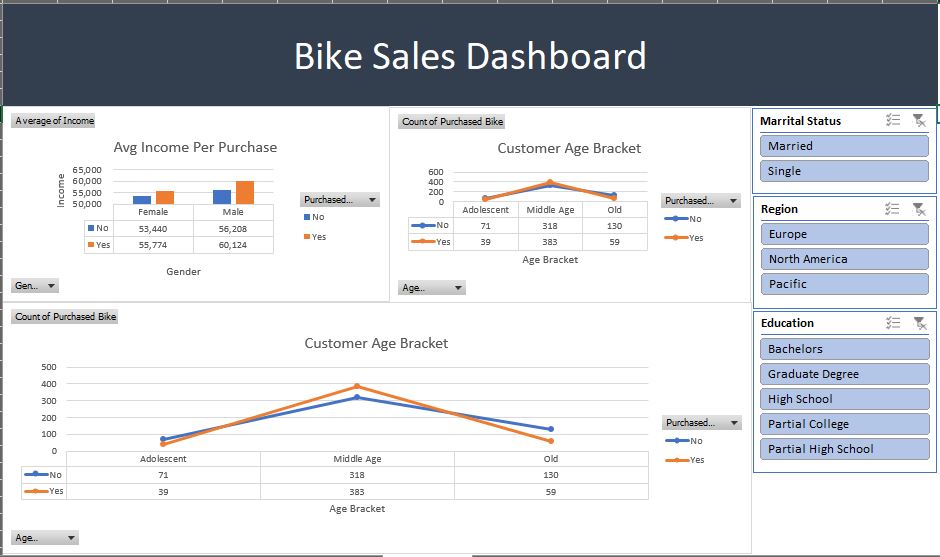 Bike Sales Dashboard
Average of Income
Avg Income Per Purchase
Income
65,000
60,000
55,000
50,000
Female Male
No 53,440 56,208
Yes 55,774 60,124
Gender
Purchased...
No
Yes
Gen...
Count of Purchased Bike
Customer Age Bracket
600
400
200
0
Adolescent Middle Age Old
No 71 318 130
Yes 39 383 59
Age Bracket
Purchased...
No
Yes
Age...
Marrital Status
Married
Single
Region
Europe
North America
Pacific
Education
Bachelors
Graduate Degree
High School
Partial College
Partial High School
Count of Purchased Bike
Customer Age Bracket
500
400
300
200
100
0
Adolescent Middle Age Old
No 71 318 130
Yes 39 383 59
Age Bracket
Purchased...
No
Yes
Age...